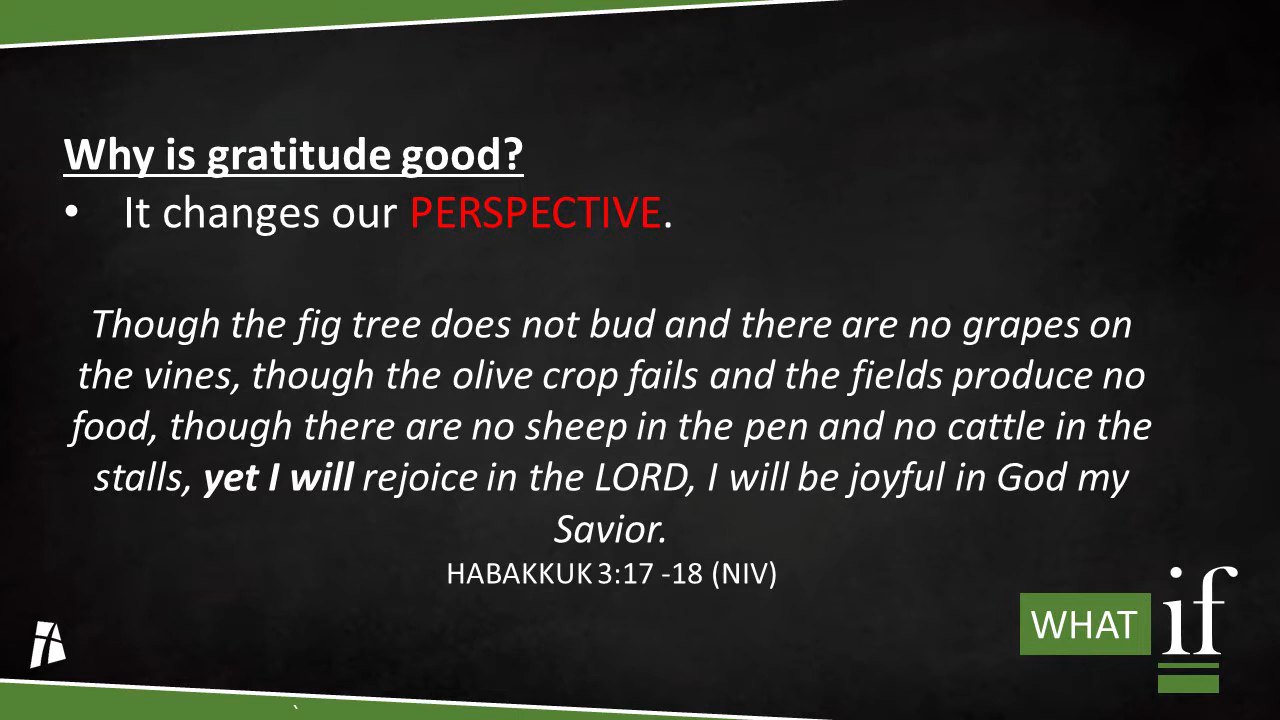 Why is gratitude good?
• It changes our PERSPECTIVE.
Though the fig tree does not bud and there are no grapes on
the vines, though the olive crop fails and the fields produce no
food, though there are no sheep in the pen and no cattle in the
stalls, yet I will rejoice in the LORD, I will be joyful in God my
Savior.
HABAKKUK 3:17 -18 (NIV)
WHAT if
`